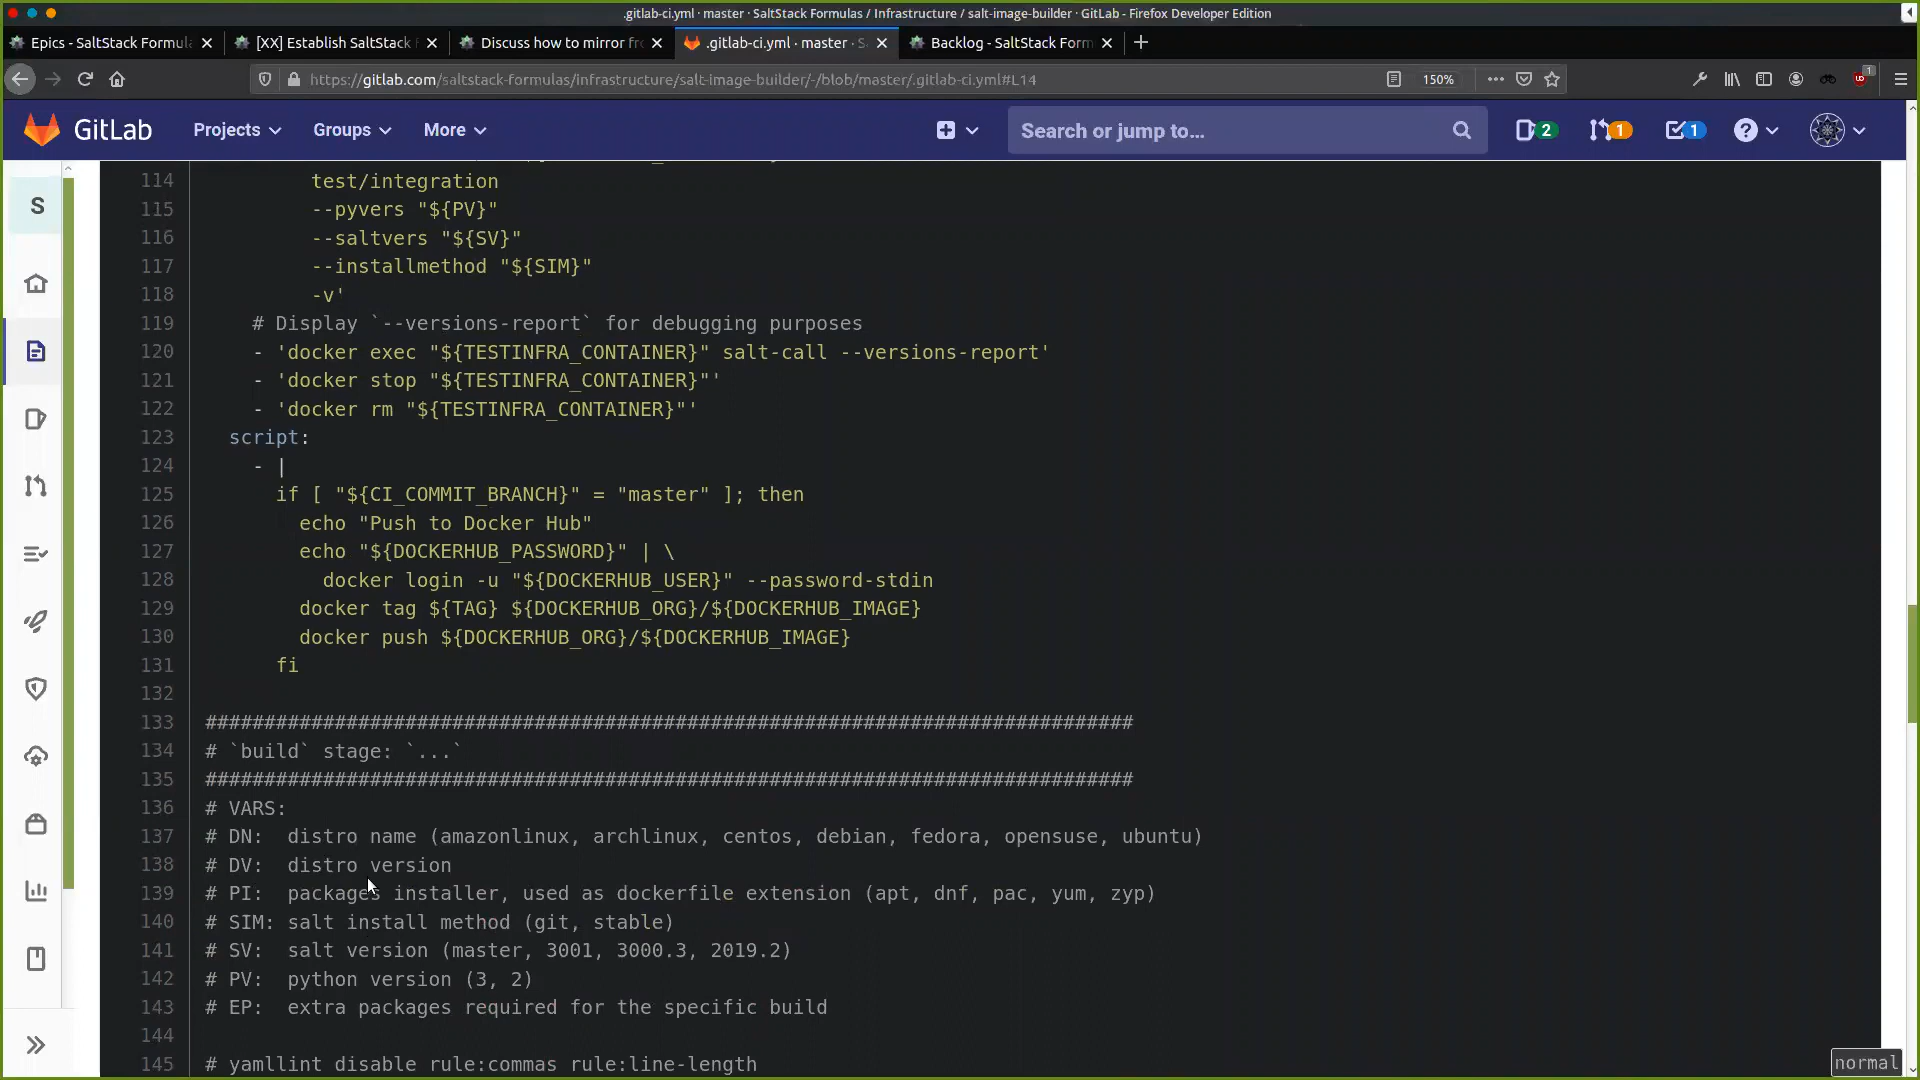 .gitlab-ci.yml · master · SaltStack Formulas / Infrastructure / salt-image-builder · GitLab - Firefox Developer Edition
Epics - SaltStack Formula
[XX] Establish SaltStack F
Discuss how to mirror fr
.gitlab-ci.yml · master · S
Backlog - SaltStack Form
https://gitlab.com/saltstack-formulas/infrastructure/salt-image-builder/-/blob/master/.gitlab-ci.yml#L14
150%
1
GitLab
Projects
Groups
More
Search or jump to...
2
1
1
S
114 test/integration
115 --pyvers "${PV}"
116 --saltvers "${SV}"
117 --installmethod "${SIM}"
118 -v'
119 # Display `--versions-report` for debugging purposes
120 - 'docker exec "${TESTINFRA_CONTAINER}" salt-call --versions-report'
121 - 'docker stop "${TESTINFRA_CONTAINER}"'
122 - 'docker rm "${TESTINFRA_CONTAINER}"'
123 script:
124 - |
125 if [ "${CI_COMMIT_BRANCH}" = "master" ]; then
126 echo "Push to Docker Hub"
127 echo "${DOCKERHUB_PASSWORD}" | \
128 docker login -u "${DOCKERHUB_USER}" --password-stdin
129 docker tag ${TAG} ${DOCKERHUB_ORG}/${DOCKERHUB_IMAGE}
130 docker push ${DOCKERHUB_ORG}/${DOCKERHUB_IMAGE}
131 fi
132
133 ###############################################################################
134 # `build` stage: `...`
135 ###############################################################################
136 # VARS:
137 # DN: distro name (amazonlinux, archlinux, centos, debian, fedora, opensuse, ubuntu)
138 # DV: distro version
139 # PI: packages installer, used as dockerfile extension (apt, dnf, pac, yum, zyp)
140 # SIM: salt install method (git, stable)
141 # SV: salt version (master, 3001, 3000.3, 2019.2)
142 # PV: python version (3, 2)
143 # EP: extra packages required for the specific build
144
145 # yamllint disable rule:commas rule:line-length
normal